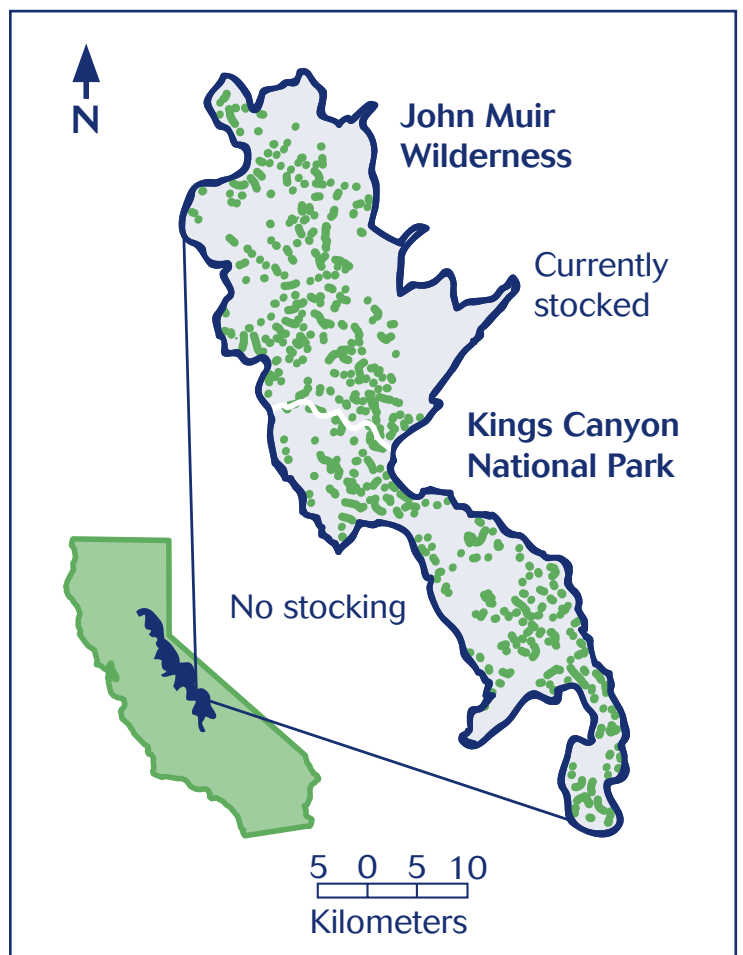 N
John Muir
Wilderness
Currently
stocked
Kings Canyon
National Park
No stocking
5 0 5 10
Kilometers